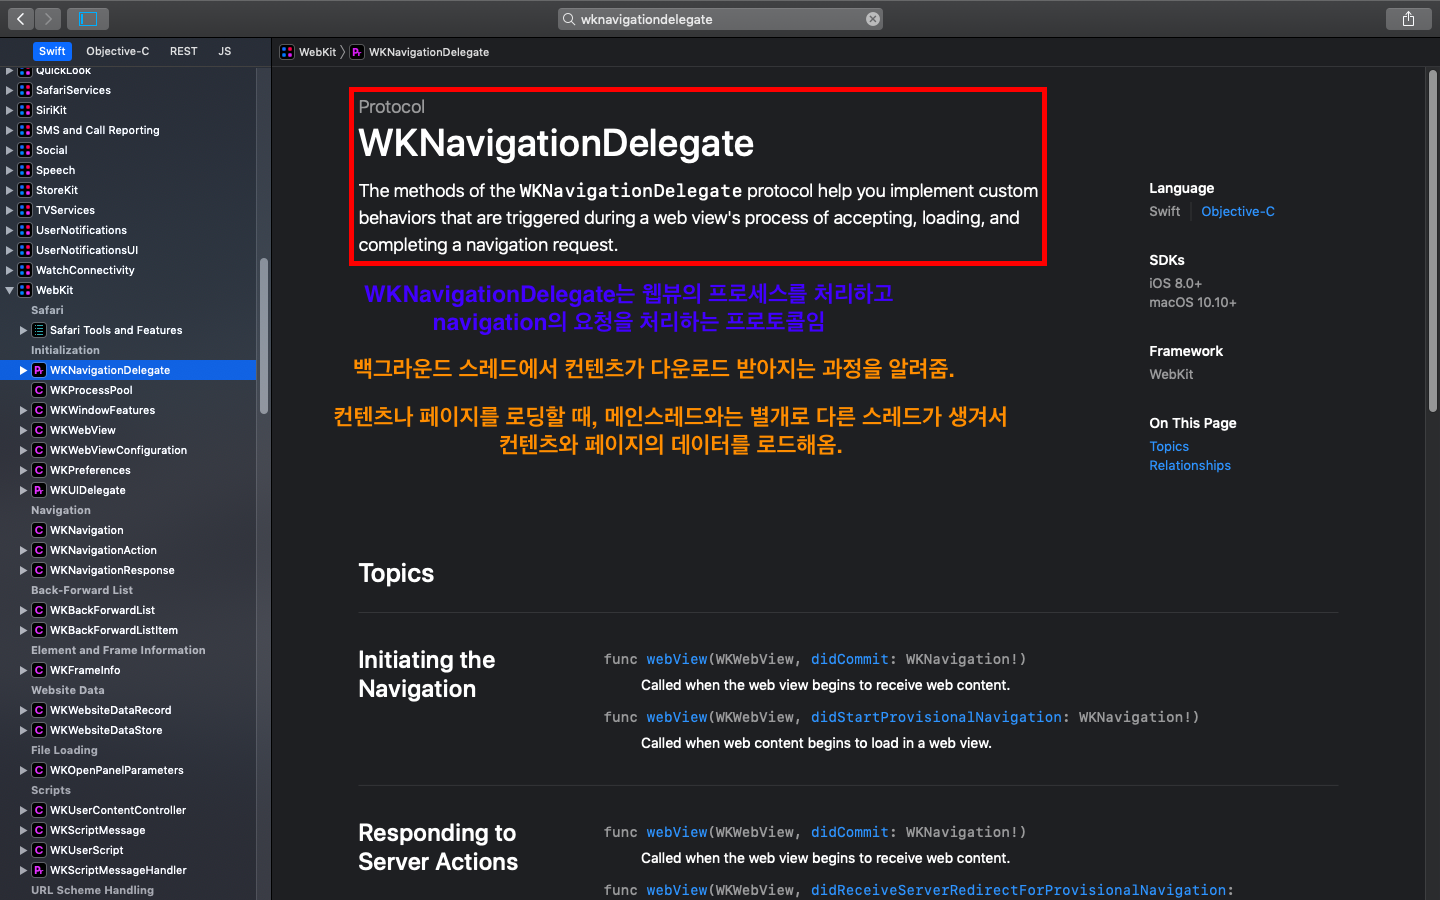 wknavigationdelegate
Swift Objective-C REST JS
WebKit WKNavigationDelegate
QuickLook
SafariServices
SiriKit
SMS and Call Reporting
Social
Speech
StoreKit
TVServices
UserNotifications
UserNotificationsUI
WatchConnectivity
WebKit
Safari
Safari Tools and Features
Initialization
WKNavigationDelegate
WKProcessPool
WKWindowFeatures
WKWebView
WKWebViewConfiguration
WKPreferences
WKUIDelegate
Navigation
WKNavigation
WKNavigationAction
WKNavigationResponse
Back-Forward List
WKBackForwardList
WKBackForwardListItem
Element and Frame Information
WKFrameInfo
Website Data
WKWebsiteDataRecord
WKWebsiteDataStore
File Loading
WKOpenPanelParameters
Scripts
WKUserContentController
WKScriptMessage
WKUserScript
WKScriptMessageHandler
URL Scheme Handling
Protocol
WKNavigationDelegate
The methods of the WKNavigationDelegate protocol help you implement custom
behaviors that are triggered during a web view's process of accepting, loading, and
completing a navigation request.
WKNavigationDelegate는 웹뷰의 프로세스를 처리하고
navigation의 요청을 처리하는 프로토콜임
백그라운드 스레드에서 컨텐츠가 다운로드 받아지는 과정을 알려줌.
컨텐츠나 페이지를 로딩할 때, 메인스레드와는 별개로 다른 스레드가 생겨서
컨텐츠와 페이지의 데이터를 로드해옴.
Language
Swift Objective-C
SDKs
iOS 8.0+
macOS 10.10+
Framework
WebKit
On This Page
Topics
Relationships
Topics
Initiating the
Navigation
func webView(WKWebView, didCommit: WKNavigation!)
Called when the web view begins to receive web content.
func webView(WKWebView, didStartProvisionalNavigation: WKNavigation!)
Called when web content begins to load in a web view.
Responding to
Server Actions
func webView(WKWebView, didCommit: WKNavigation!)
Called when the web view begins to receive web content.
func webView(WKWebView, didReceiveServerRedirectForProvisionalNavigation: